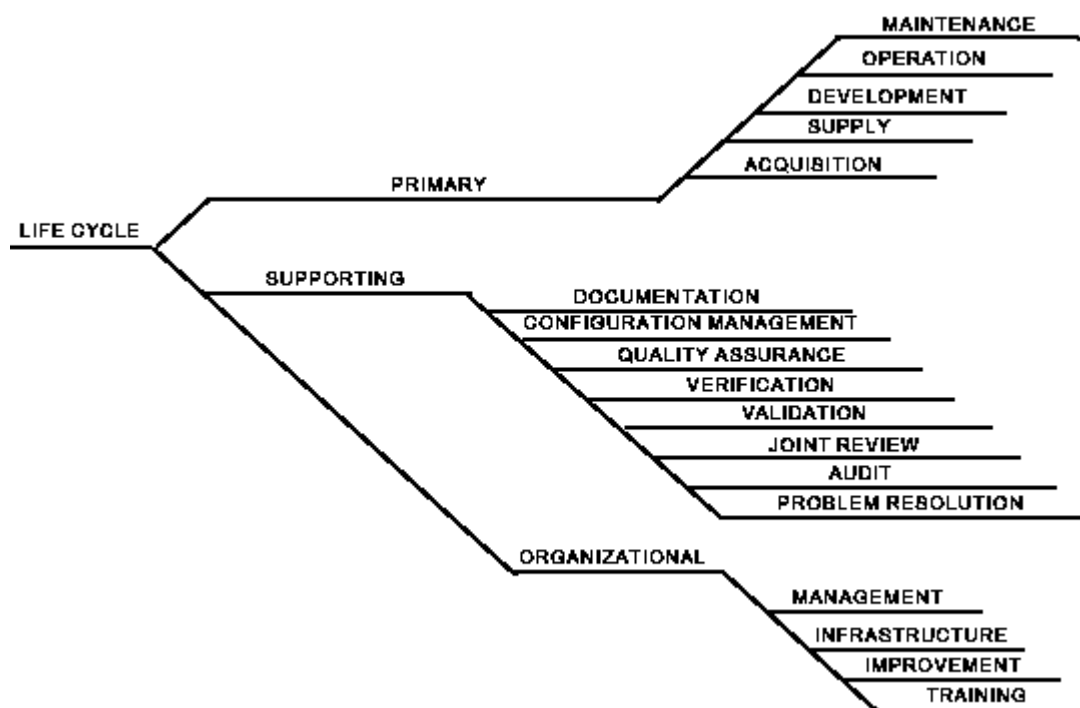 MAINTENANCE
OPERATION
DEVELOPMENT
SUPPLY
ACQUISITION
PRIMARY
LIFE CYCLE
SUPPORTING
DOCUMENTATION
CONFIGURATION MANAGEMENT
QUALITY ASSURANCE
VERIFICATION
VALIDATION
JOINT REVIEW
AUDIT
PROBLEM RESOLUTION
ORGANIZATIONAL
MANAGEMENT
INFRASTRUCTURE
IMPROVEMENT
TRAINING